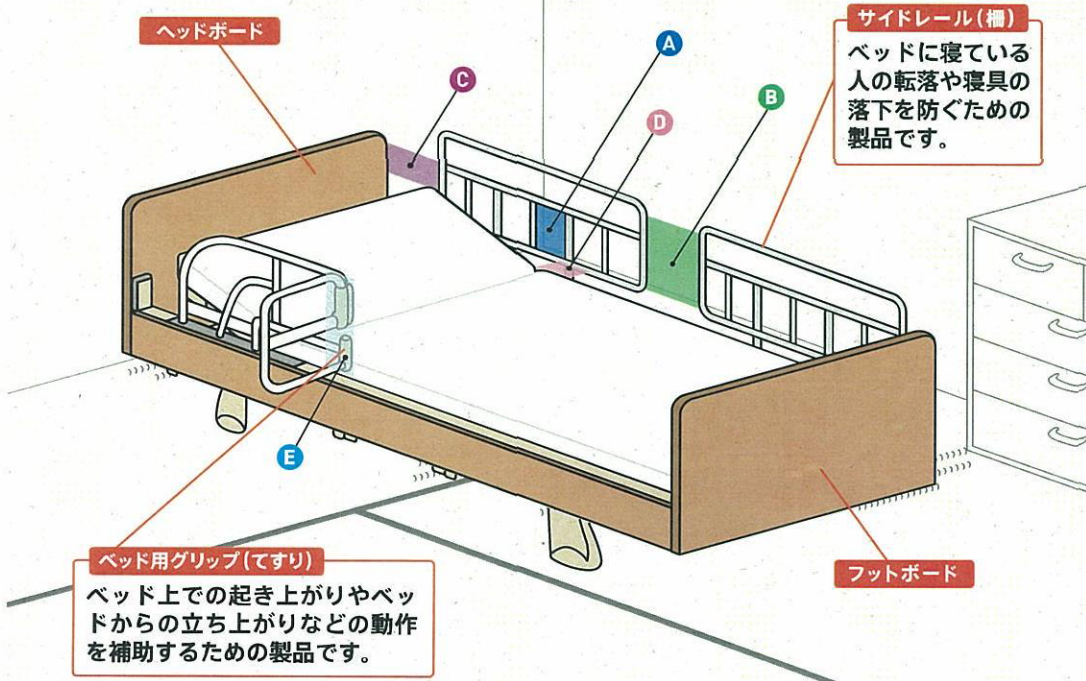 ヘッドボード
A
サイドレール(柵)
ベッドに寝ている
人の転落や寝具の
落下を防ぐための
製品です。
C
B
D
E
ベッド用グリップ(てすり)
ベッド上での起き上がりやベッ
ドからの立ち上がりなどの動作
を補助するための製品です。
フットボード